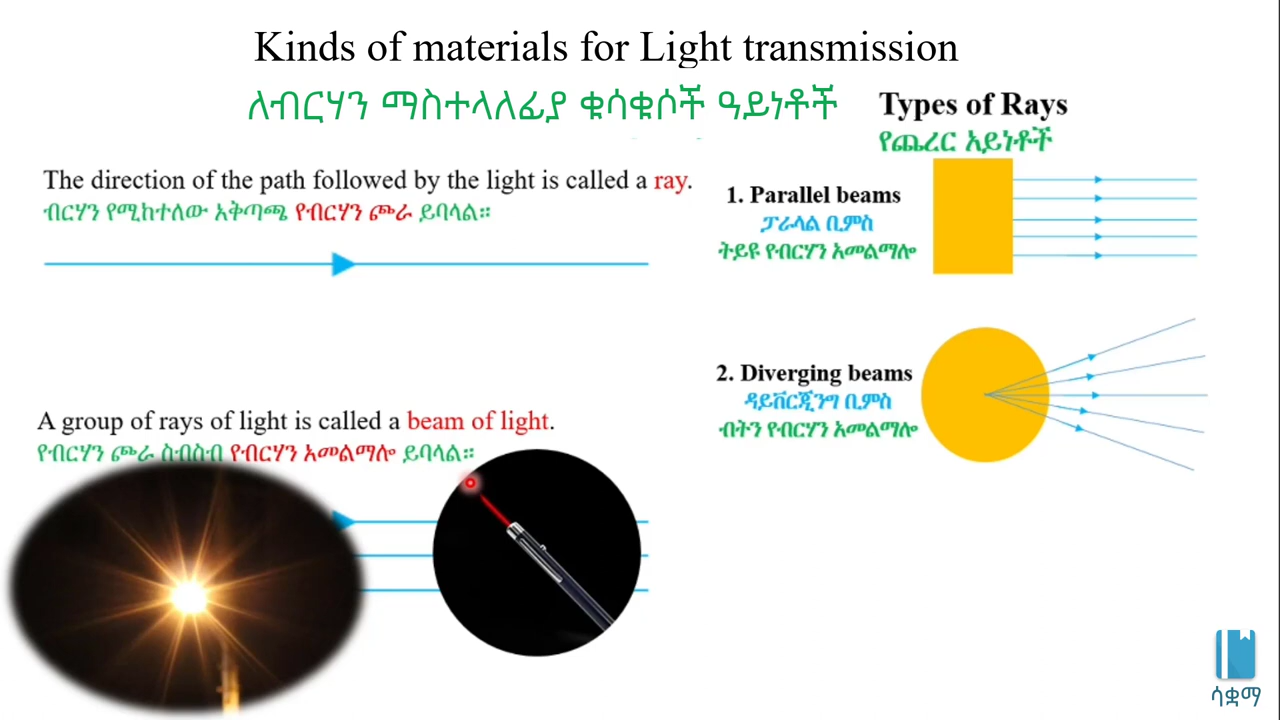 Kinds of materials for Light transmission
ለብርሃን ማስተላለፊያ ቁሳቁሶች ዓይነቶች
The direction of the path followed by the light is called a ray.
ብርሃን የሚከተለው አቅጣጫ የብርሃን ጮራ ይባላል።
A group of rays of light is called a beam of light.
የብርሃን ጮራ ስብስብ የብርሃን አመልማሎ ይባላል።
Types of Rays
የጨረር አይነቶች
1. Parallel beams
ፓራላል ቢምስ
ትይዩ የብርሃን አመልማሎ
2. Diverging beams
ዳይቨርጂንግ ቢምስ
ብትን የብርሃን አመልማሎ
ሳቋማ